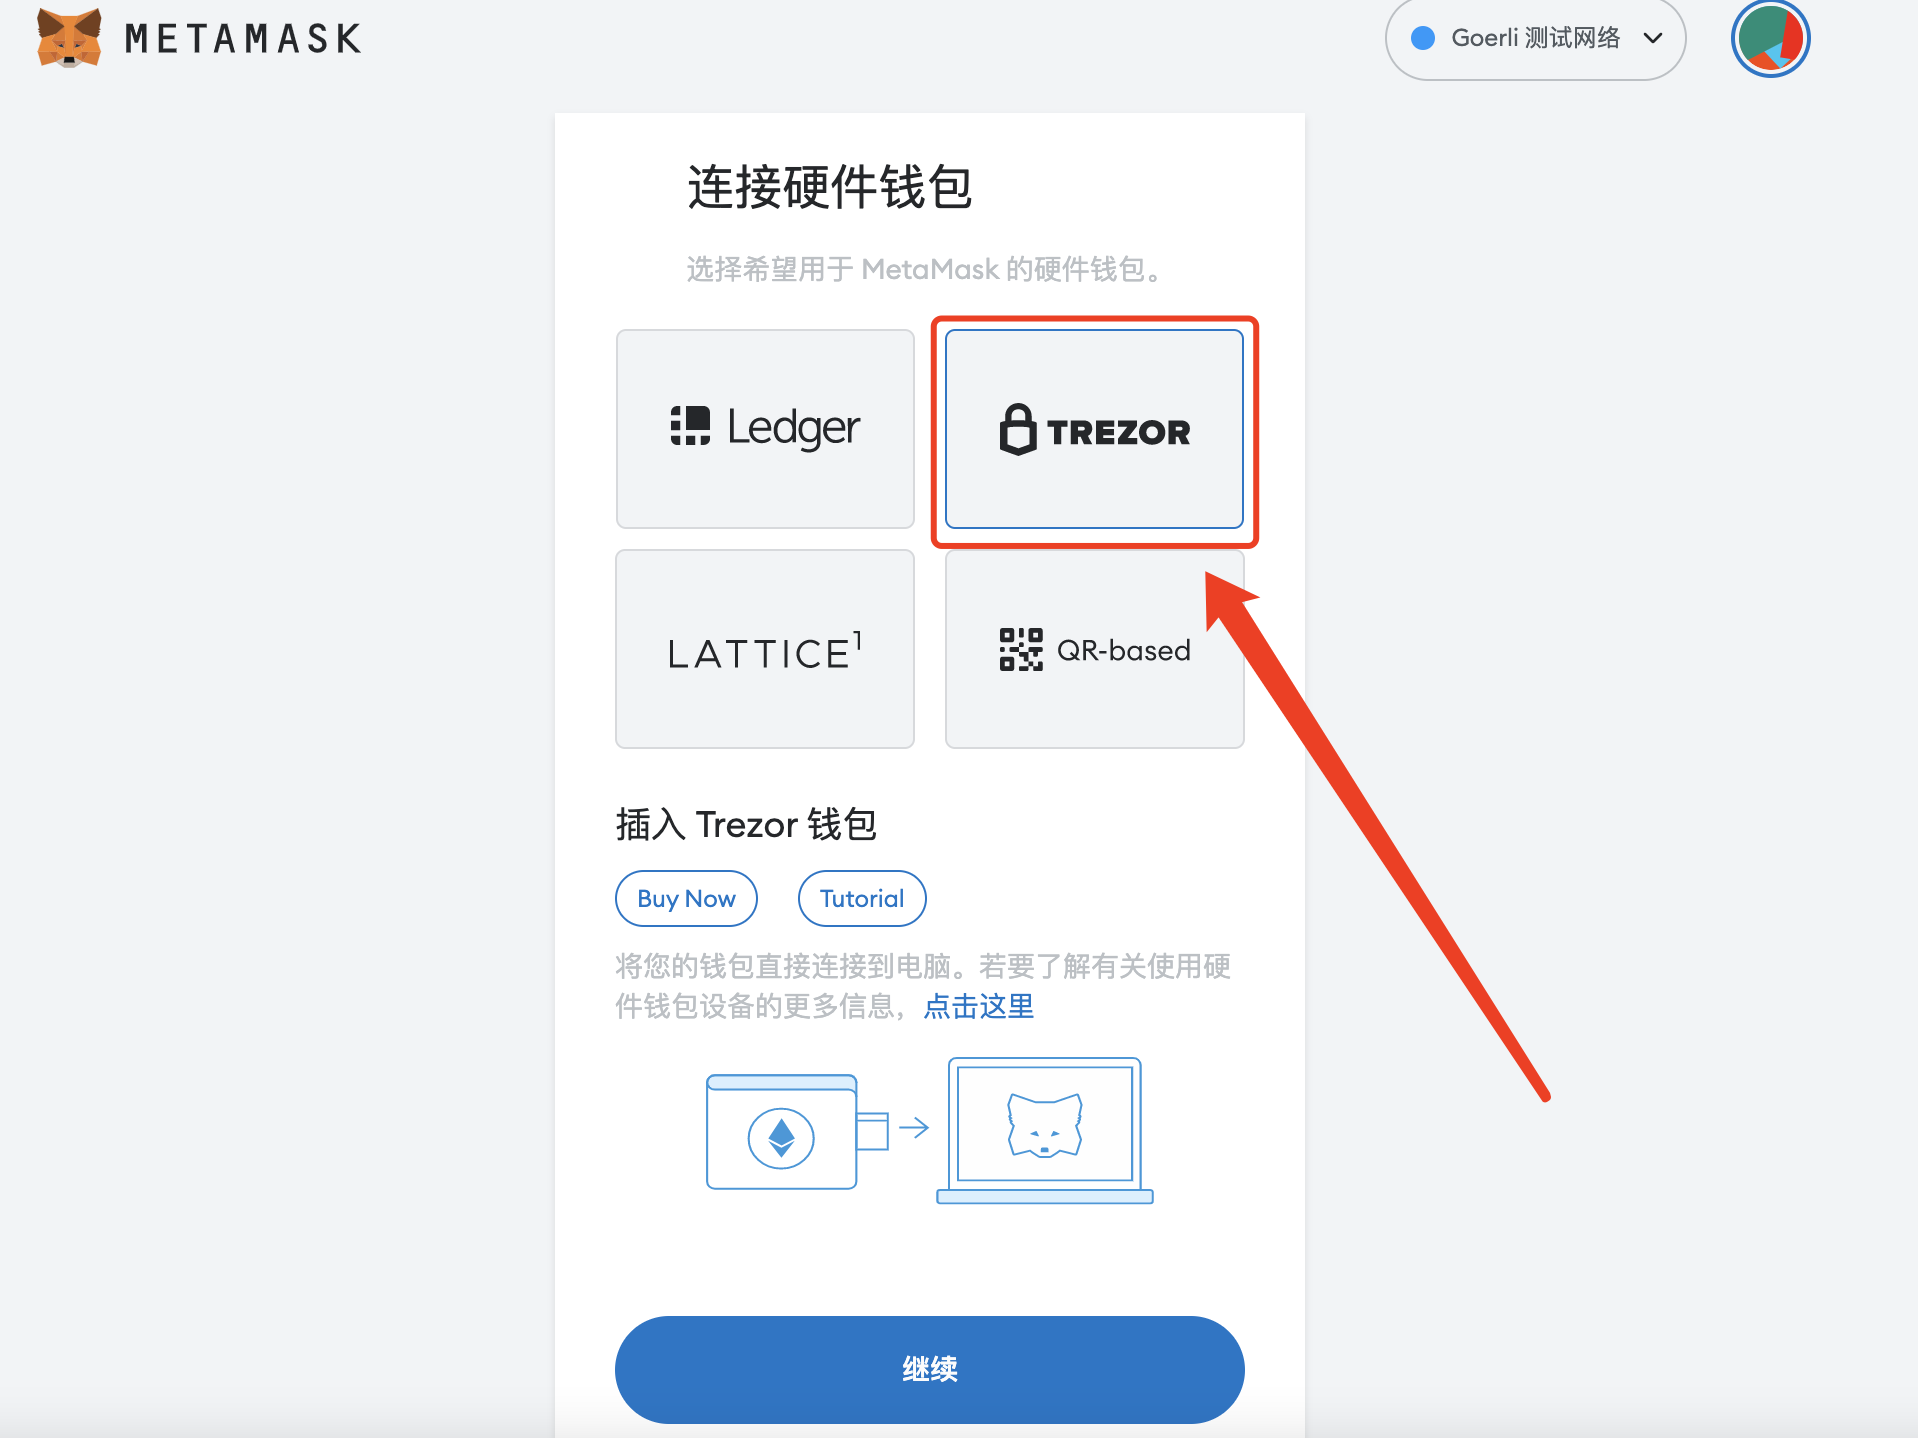 METAMASK
Goerli 测试网络
连接硬件钱包
选择希望用于 MetaMask 的硬件钱包。
Ledger
TREZOR
LATTICE1
QR-based
插入 Trezor 钱包
Buy Now
Tutorial
将您的钱包直接连接到电脑。若要了解有关使用硬
件钱包设备的更多信息，点击这里
继续